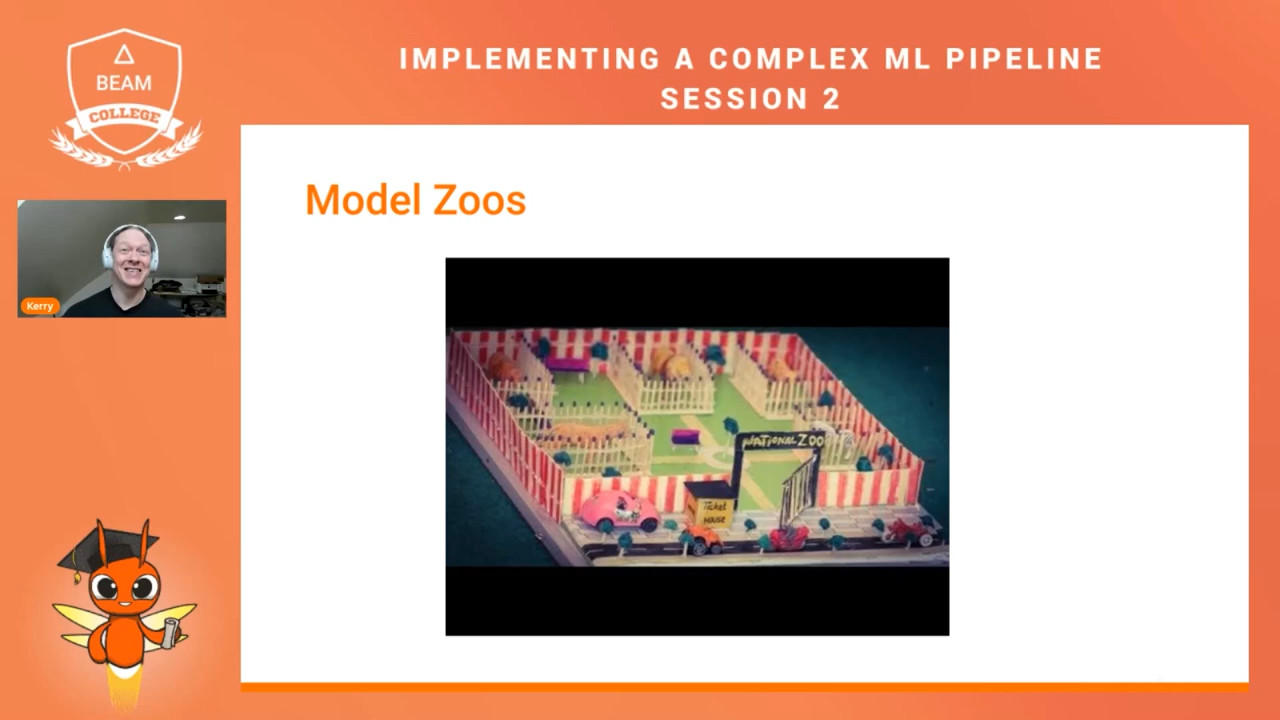 BEAM
COLLEGE
IMPLEMENTING A COMPLEX ML PIPELINE
SESSION 2
Kerry
Model Zoos
NATIONAL ZOO
Ticket
HOUSE